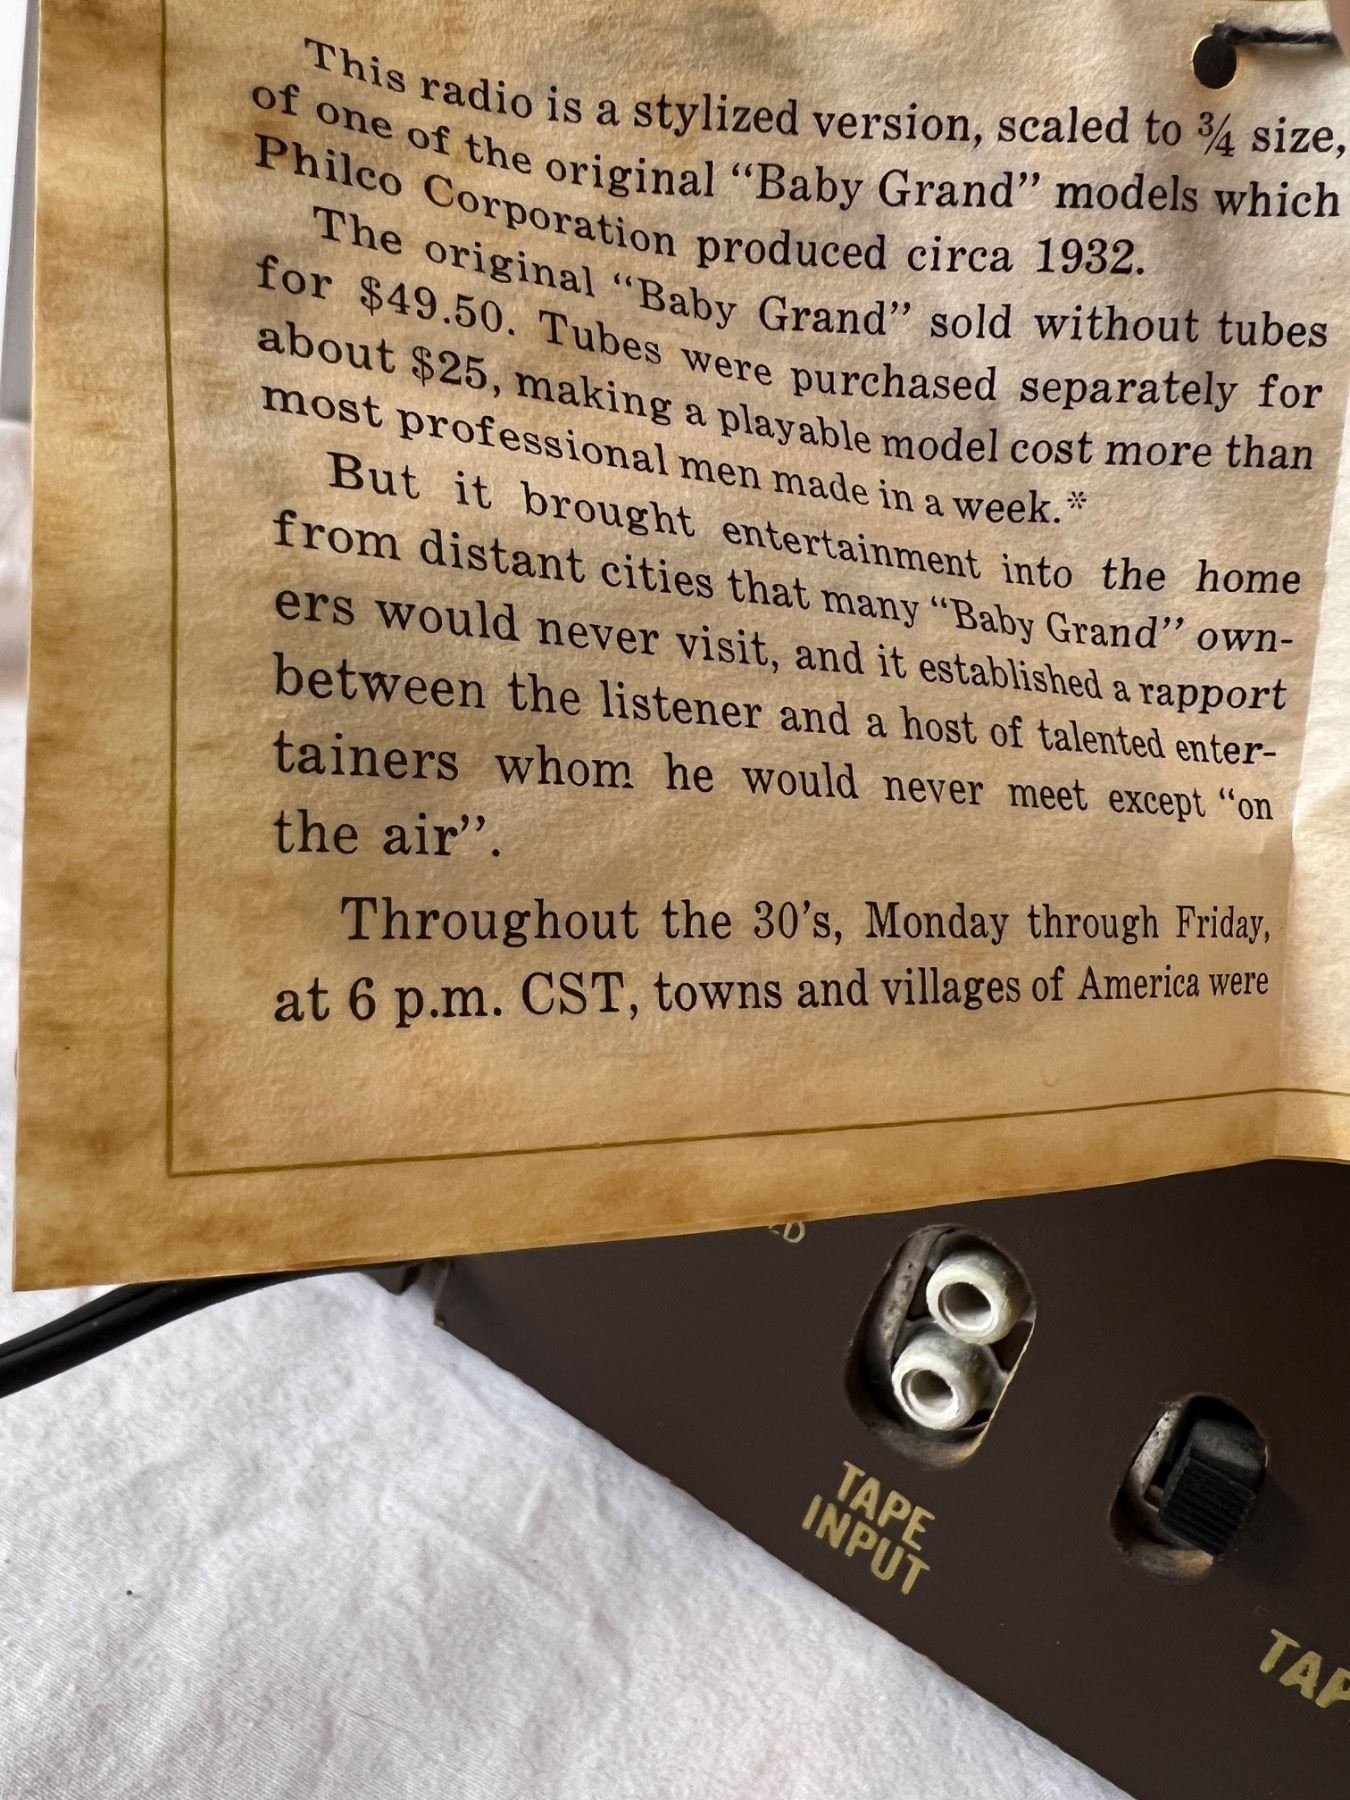 This radio is a stylized version, scaled to ¾ size,
of one of the original “Baby Grand” models which
Philco Corporation produced circa 1932.
The original “Baby Grand” sold without tubes
for $49.50. Tubes were purchased separately for
about $25, making a playable model cost more than
most professional men made in a week.*
But it brought entertainment into the home
from distant cities that many “Baby Grand” own-
ers would never visit, and it established a rapport
between the listener and a host of talented enter-
tainers whom he would never meet except “on
the air”.
Throughout the 30’s, Monday through Friday,
at 6 p.m. CST, towns and villages of America were
TAPE
INPUT